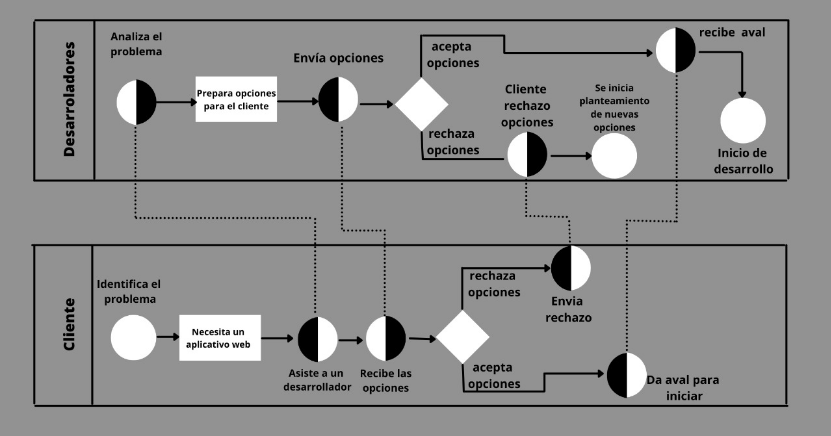 Desarroladores
Analiza el
problema
Prepara opciones
para el cliente
Envía opciones
acepta
opciones
rechaza
opciones
Cliente
rechazo
opciones
Se inicia
planteamiento
de nuevas
opciones
recibe aval
Inicio de
desarrollo
Cliente
Identifica el
problema
Necesita un
aplicativo web
Asiste a un
desarrollador
Recibe las
opciones
rechaza
opciones
acepta
opciones
Envia
rechazo
Da aval para
iniciar